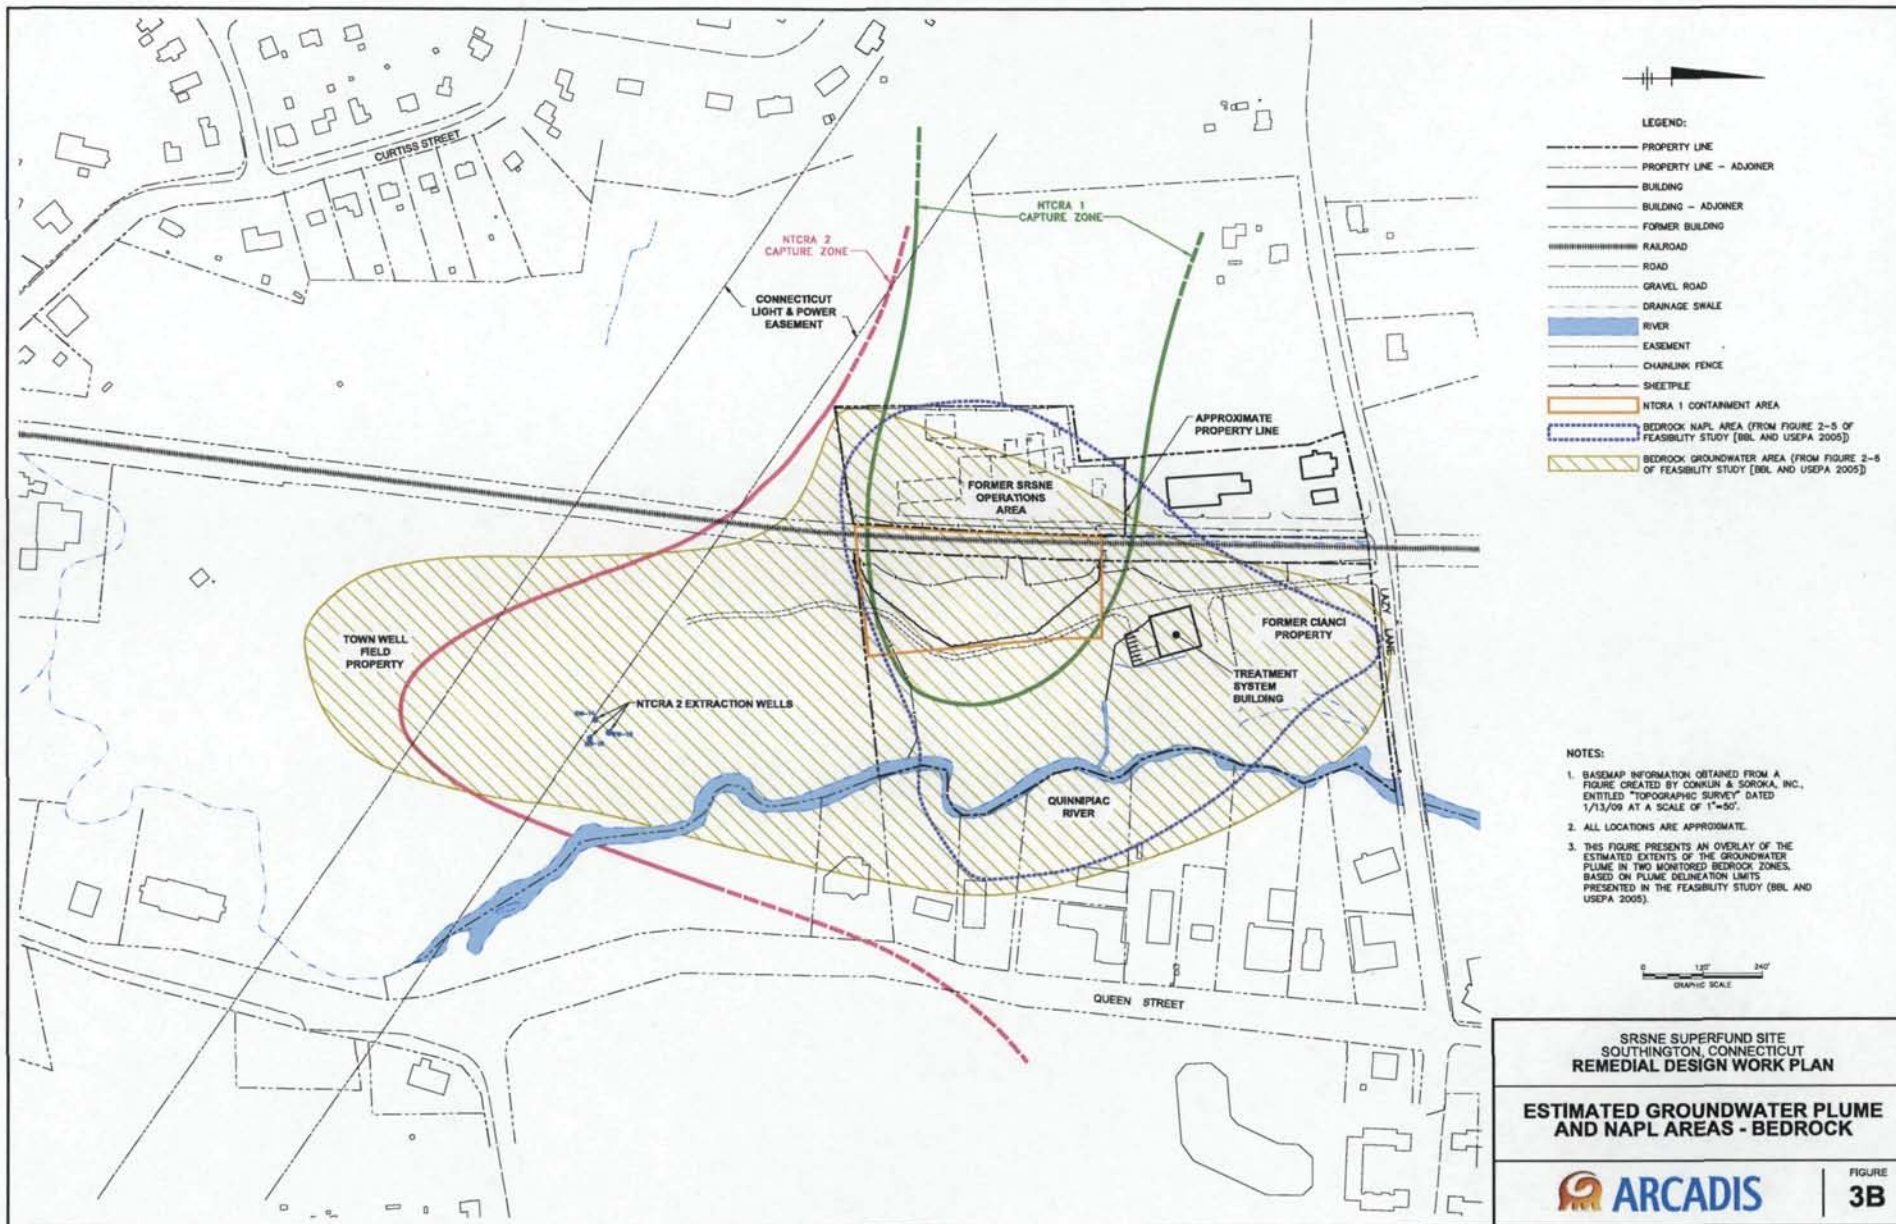 CURTISS STREET
NTCRA 2
CAPTURE ZONE
NTCRA 1
CAPTURE ZONE
CONNECTICUT
LIGHT & POWER
EASEMENT
APPROXIMATE
PROPERTY LINE
FORMER SRSNE
OPERATIONS
AREA
TOWN WELL
FIELD
PROPERTY
FORMER CIANCI
PROPERTY
LAZY LANE
TREATMENT
SYSTEM
BUILDING
NTCRA 2 EXTRACTION WELLS
QUINNIPIAC
RIVER
QUEEN STREET
LEGEND:
PROPERTY LINE
PROPERTY LINE - ADJOINER
BUILDING
BUILDING - ADJOINER
FORMER BUILDING
RAILROAD
ROAD
GRAVEL ROAD
DRAINAGE SWALE
RIVER
EASEMENT
CHAINLINK FENCE
SHEETPILE
NTCRA 1 CONTAINMENT AREA
BEDROCK NAPL AREA (FROM FIGURE 2-5 OF
FEASIBILITY STUDY [BBL AND USEPA 2005])
BEDROCK GROUNDWATER AREA (FROM FIGURE 2-6
OF FEASIBILITY STUDY [BBL AND USEPA 2005])
NOTES:
1. BASEMAP INFORMATION OBTAINED FROM A
FIGURE CREATED BY CONKLIN & SOROKA, INC.,
ENTITLED "TOPOGRAPHIC SURVEY" DATED
1/13/09 AT A SCALE OF 1"=50'.
2. ALL LOCATIONS ARE APPROXIMATE.
3. THIS FIGURE PRESENTS AN OVERLAY OF THE
ESTIMATED EXTENTS OF THE GROUNDWATER
PLUME IN TWO MONITORED BEDROCK ZONES,
BASED ON PLUME DELINEATION LIMITS
PRESENTED IN THE FEASIBILITY STUDY (BBL AND
USEPA 2005).
0 120' 240'
GRAPHIC SCALE
SRSNE SUPERFUND SITE
SOUTHINGTON, CONNECTICUT
REMEDIAL DESIGN WORK PLAN
ESTIMATED GROUNDWATER PLUME
AND NAPL AREAS - BEDROCK
ARCADIS
FIGURE
3B